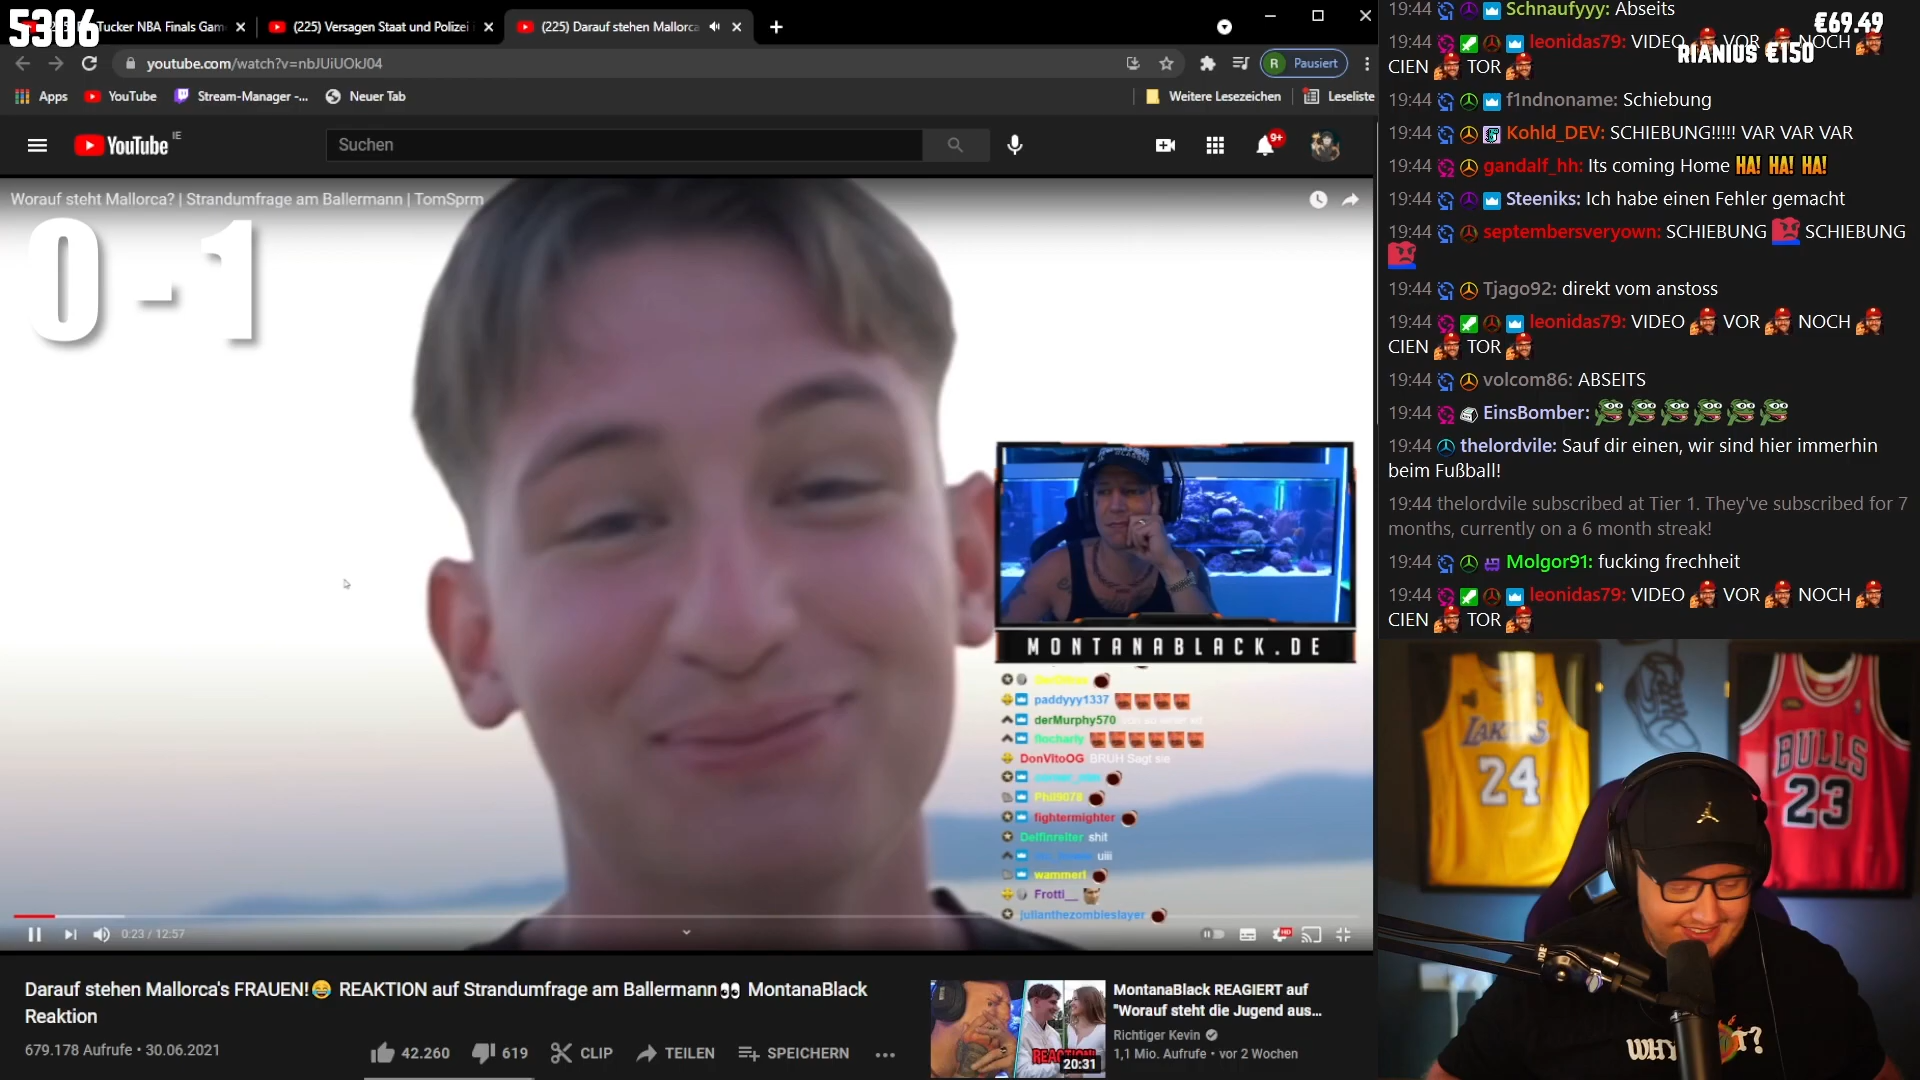 5306
Tucker NBA Finals Gam
(225) Versagen Staat und Polizei
(225) Darauf stehen Mallorca
R
Pausiert
youtube.com/watch?v=nbJUiUOkJ04
Apps
YouTube
Stream-Manager -...
Neuer Tab
Weitere Lesezeichen
Leseliste
YouTube IE
Suchen
9+
Worauf steht Mallorca? | Strandumfrage am Ballermann | TomSprm
0 - 1
MONTANABLACK.DE
paddyyy1337
derMurphy570
flocharly
DonVitoOG BRUH Sagt sie
Phil9078
fightermighter
Delfinreiter shit
uiii
wammerl
Frotti__
julianthezombieslayer
0:23 / 12:57
HD
Darauf stehen Mallorca's FRAUEN!😂 REAKTION auf Strandumfrage am Ballermann👀 MontanaBlack
Reaktion
679.178 Aufrufe • 30.06.2021
42.260
619
CLIP
TEILEN
SPEICHERN
REACTION
20:31
MontanaBlack REAGIERT auf
"Worauf steht die Jugend aus...
Richtiger Kevin
1,1 Mio. Aufrufe • vor 2 Wochen
€69.49
RIANIUS €150
19:44 Schnaufyyy: Abseits
19:44 leonidas79: VIDEO VOR NOCH
CIEN TOR
19:44 f1ndnoname: Schiebung
19:44 Kohld_DEV: SCHIEBUNG!!!!! VAR VAR VAR
19:44 gandalf_hh: Its coming Home HA! HA! HA!
19:44 Steeniks: Ich habe einen Fehler gemacht
19:44 septembersveryown: SCHIEBUNG SCHIEBUNG
19:44 Tjago92: direkt vom anstoss
19:44 leonidas79: VIDEO VOR NOCH
CIEN TOR
19:44 volcom86: ABSEITS
19:44 EinsBomber:
19:44 thelordvile: Sauf dir einen, wir sind hier immerhin
beim Fußball!
19:44 thelordvile subscribed at Tier 1. They've subscribed for 7
months, currently on a 6 month streak!
19:44 Molgor91: fucking frechheit
19:44 leonidas79: VIDEO VOR NOCH
CIEN TOR
LAKERS
24
BULLS
23